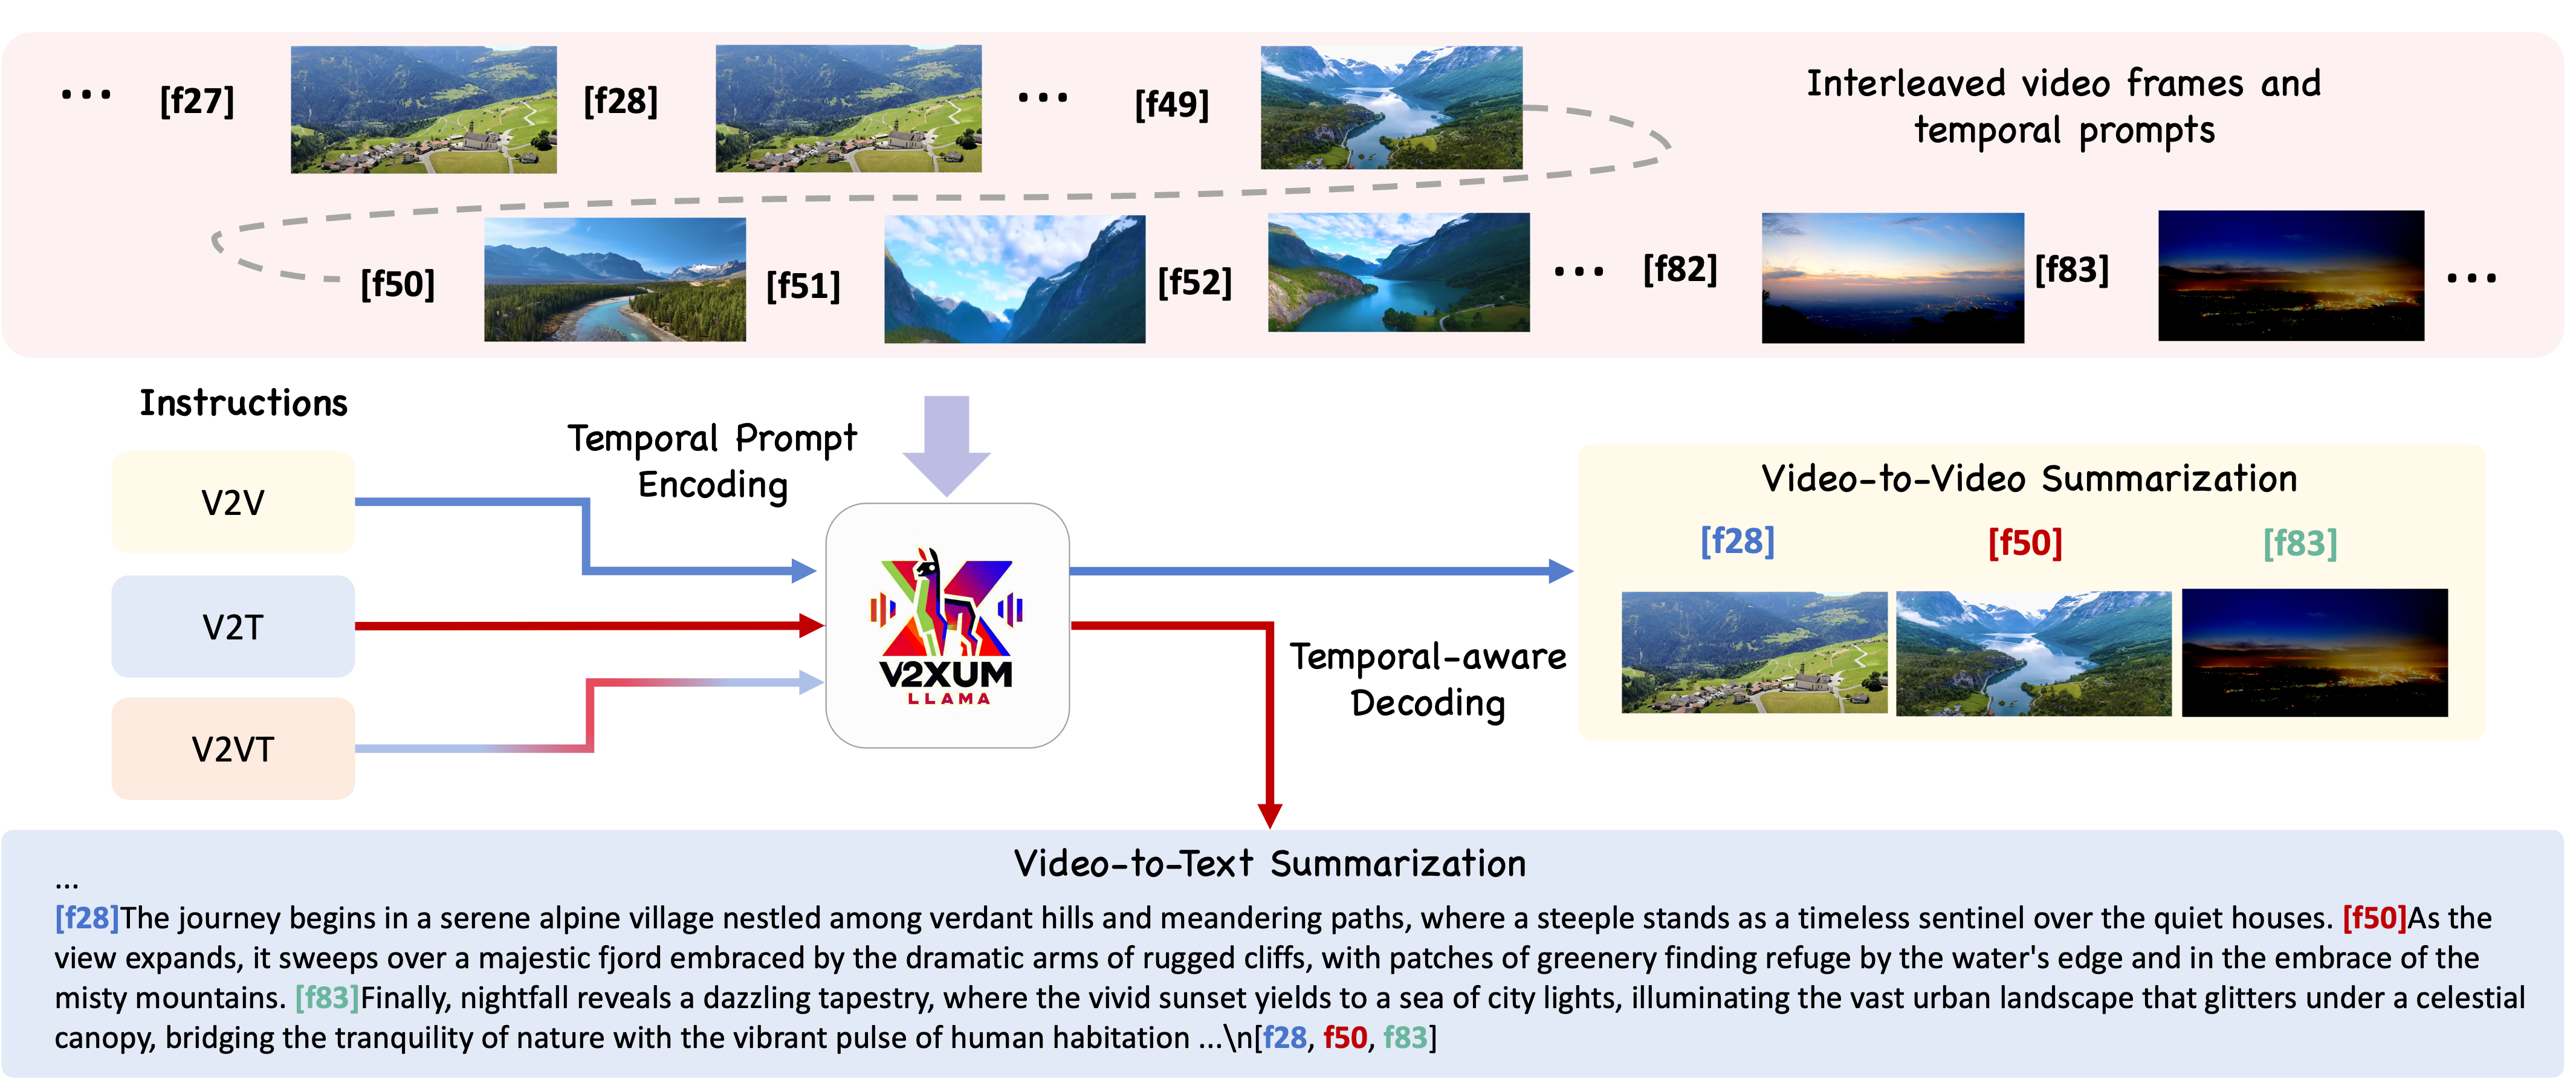 ... [f27] [f28] ... [f49] Interleaved video frames and
temporal prompts
[f50] [f51] [f52] ... [f82] [f83] ...
Instructions
Temporal Prompt
Encoding
V2V
V2T
V2VT
V2XUM
LLAMA
Temporal-aware
Decoding
Video-to-Video Summarization
[f28] [f50] [f83]
Video-to-Text Summarization
...
[f28]The journey begins in a serene alpine village nestled among verdant hills and meandering paths, where a steeple stands as a timeless sentinel over the quiet houses. [f50]As the
view expands, it sweeps over a majestic fjord embraced by the dramatic arms of rugged cliffs, with patches of greenery finding refuge by the water's edge and in the embrace of the
misty mountains. [f83]Finally, nightfall reveals a dazzling tapestry, where the vivid sunset yields to a sea of city lights, illuminating the vast urban landscape that glitters under a celestial
canopy, bridging the tranquility of nature with the vibrant pulse of human habitation ...\n[f28, f50, f83]